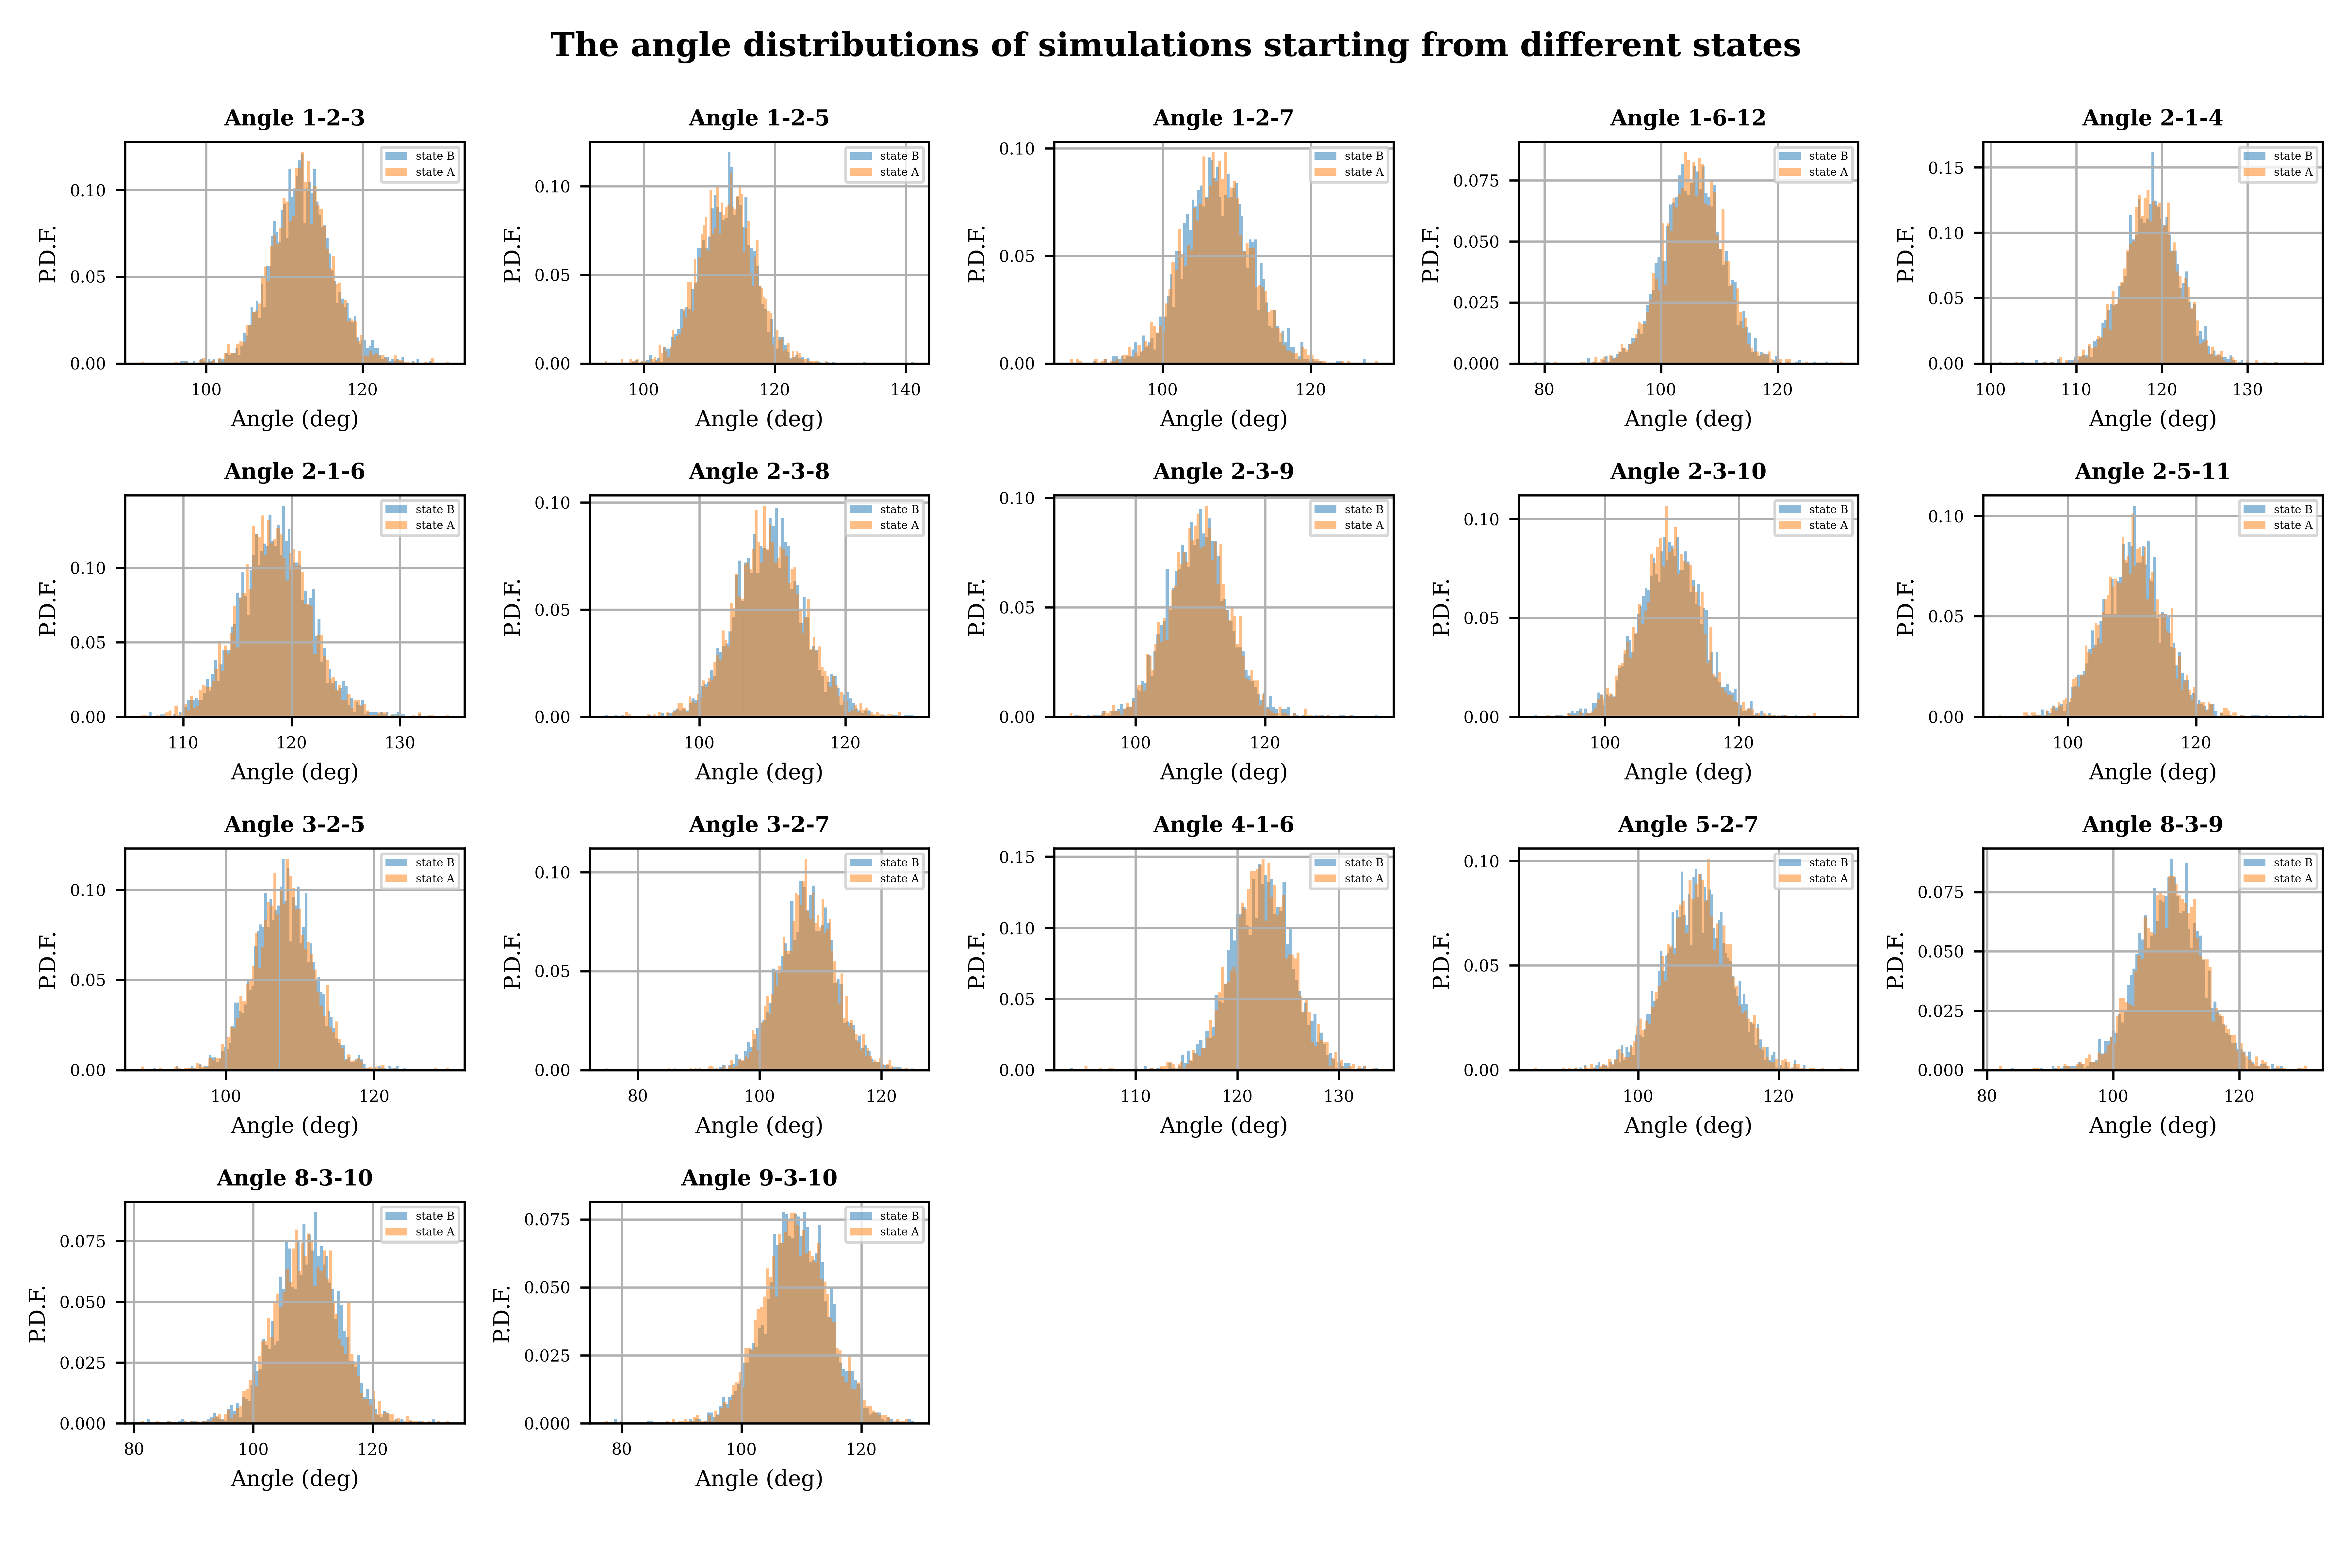 The angle distributions of simulations starting from different states
Angle 1-2-3
P.D.F.
0.10
0.05
0.00
state B
state A
100 120
Angle (deg)
Angle 1-2-5
P.D.F.
0.10
0.05
0.00
state B
state A
100 120 140
Angle (deg)
Angle 1-2-7
P.D.F.
0.10
0.05
0.00
state B
state A
100 120
Angle (deg)
Angle 1-6-12
P.D.F.
0.075
0.050
0.025
0.000
state B
state A
80 100 120
Angle (deg)
Angle 2-1-4
P.D.F.
0.15
0.10
0.05
0.00
state B
state A
100 110 120 130
Angle (deg)
Angle 2-1-6
P.D.F.
0.10
0.05
0.00
state B
state A
110 120 130
Angle (deg)
Angle 2-3-8
P.D.F.
0.10
0.05
0.00
state B
state A
100 120
Angle (deg)
Angle 2-3-9
P.D.F.
0.10
0.05
0.00
state B
state A
100 120
Angle (deg)
Angle 2-3-10
P.D.F.
0.10
0.05
0.00
state B
state A
100 120
Angle (deg)
Angle 2-5-11
P.D.F.
0.10
0.05
0.00
state B
state A
100 120
Angle (deg)
Angle 3-2-5
P.D.F.
0.10
0.05
0.00
state B
state A
100 120
Angle (deg)
Angle 3-2-7
P.D.F.
0.10
0.05
0.00
state B
state A
80 100 120
Angle (deg)
Angle 4-1-6
P.D.F.
0.15
0.10
0.05
0.00
state B
state A
110 120 130
Angle (deg)
Angle 5-2-7
P.D.F.
0.10
0.05
0.00
state B
state A
100 120
Angle (deg)
Angle 8-3-9
P.D.F.
0.075
0.050
0.025
0.000
state B
state A
80 100 120
Angle (deg)
Angle 8-3-10
P.D.F.
0.075
0.050
0.025
0.000
state B
state A
80 100 120
Angle (deg)
Angle 9-3-10
P.D.F.
0.075
0.050
0.025
0.000
state B
state A
80 100 120
Angle (deg)